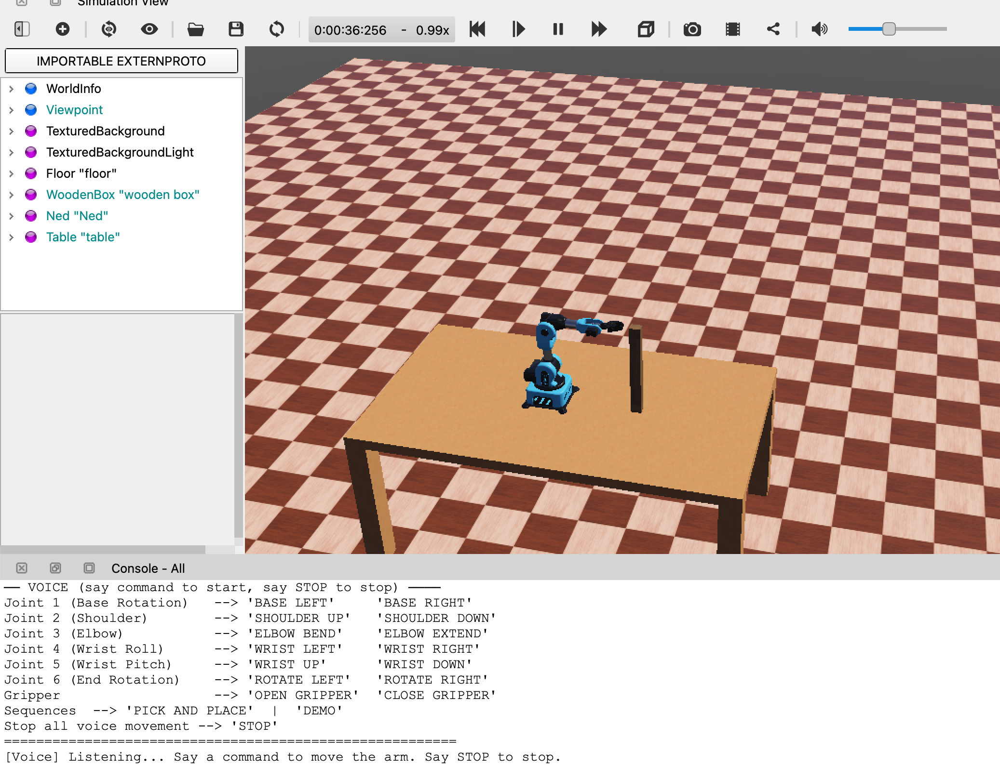 Simulation View
0:00:36:256 - 0.99x
IMPORTABLE EXTERNPROTO
WorldInfo
Viewpoint
TexturedBackground
TexturedBackgroundLight
Floor "floor"
WoodenBox "wooden box"
Ned "Ned"
Table "table"
Console - All
—— VOICE (say command to start, say STOP to stop) ————
Joint 1 (Base Rotation) --> 'BASE LEFT' 'BASE RIGHT'
Joint 2 (Shoulder) --> 'SHOULDER UP' 'SHOULDER DOWN'
Joint 3 (Elbow) --> 'ELBOW BEND' 'ELBOW EXTEND'
Joint 4 (Wrist Roll) --> 'WRIST LEFT' 'WRIST RIGHT'
Joint 5 (Wrist Pitch) --> 'WRIST UP' 'WRIST DOWN'
Joint 6 (End Rotation) --> 'ROTATE LEFT' 'ROTATE RIGHT'
Gripper --> 'OPEN GRIPPER' 'CLOSE GRIPPER'
Sequences --> 'PICK AND PLACE' | 'DEMO'
Stop all voice movement --> 'STOP'
========================================================
[Voice] Listening... Say a command to move the arm. Say STOP to stop.